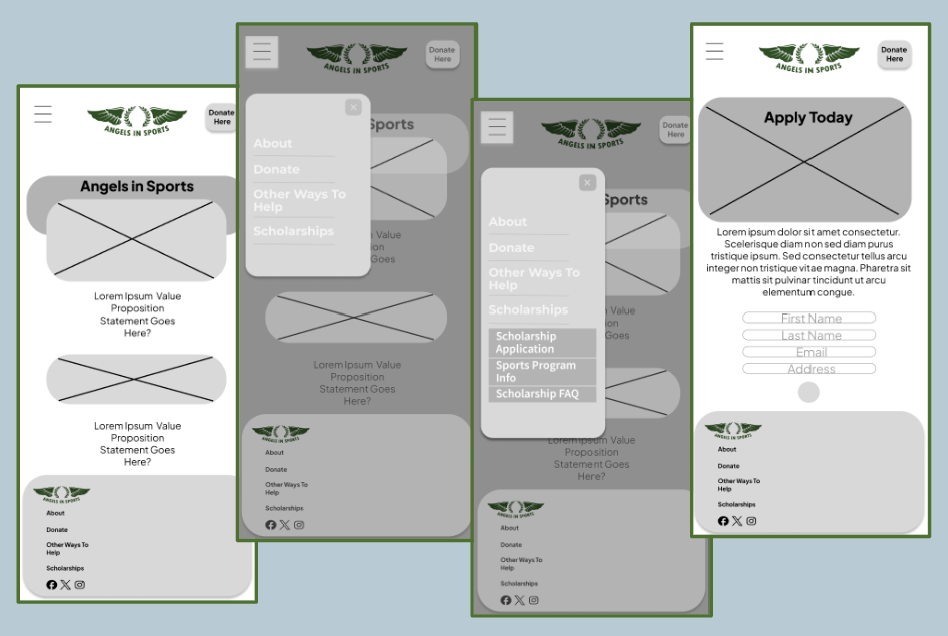 ANGELS IN SPORTS
Donate
Here
Angels in Sports
Lorem Ipsum Value
Proposition
Statement Goes
Here?
Lorem Ipsum Value
Proposition
Statement Goes
Here?
ANGELS IN SPORTS
About
Donate
Other Ways To
Help
Scholarships
ANGELS IN SPORTS
Donate
Here
Sports
About
Donate
Other Ways To
Help
Scholarships
Value
Goes
Lorem Ipsum Value
Proposition
Statement Goes
Here?
ANGELS IN SPORTS
About
Donate
Other Ways To
Help
Scholarships
ANGELS IN SPORTS
Donate
Here
Sports
About
Donate
Other Ways To
Help
Scholarships
Scholarship
Application
Sports Program
Info
Scholarship FAQ
Value
Goes
Lorem Ipsum Value
Proposition
Statement Goes
Here?
ANGELS IN SPORTS
About
Donate
Other Ways To
Help
Scholarships
ANGELS IN SPORTS
Donate
Here
Apply Today
Lorem ipsum dolor sit amet consectetur.
Scelerisque diam non sed diam purus
tristique ipsum. Sed consectetur tellus arcu
integer non tristique vitae magna. Pharetra sit
mattis sit pulvinar tincidunt ut arcu
elementum congue.
First Name
Last Name
Email
Address
ANGELS IN SPORTS
About
Donate
Other Ways To
Help
Scholarships